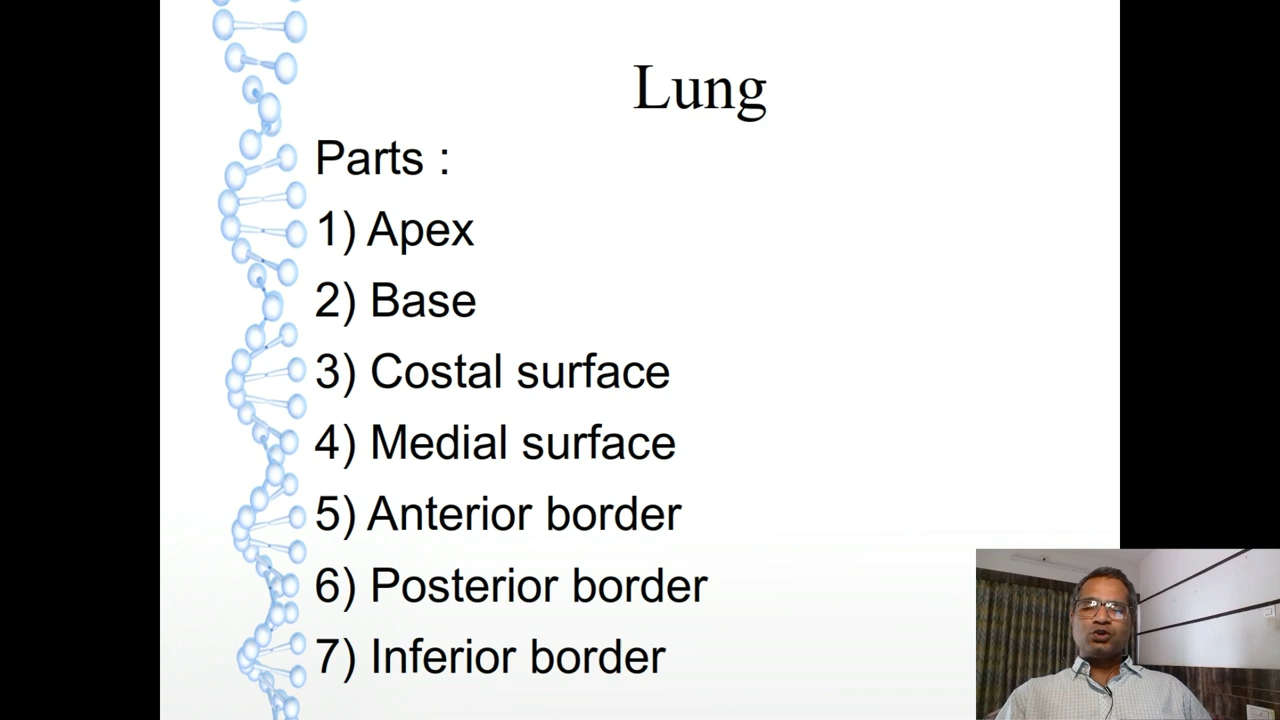 Lung
Parts :
1) Apex
2) Base
3) Costal surface
4) Medial surface
5) Anterior border
6) Posterior border
7) Inferior border